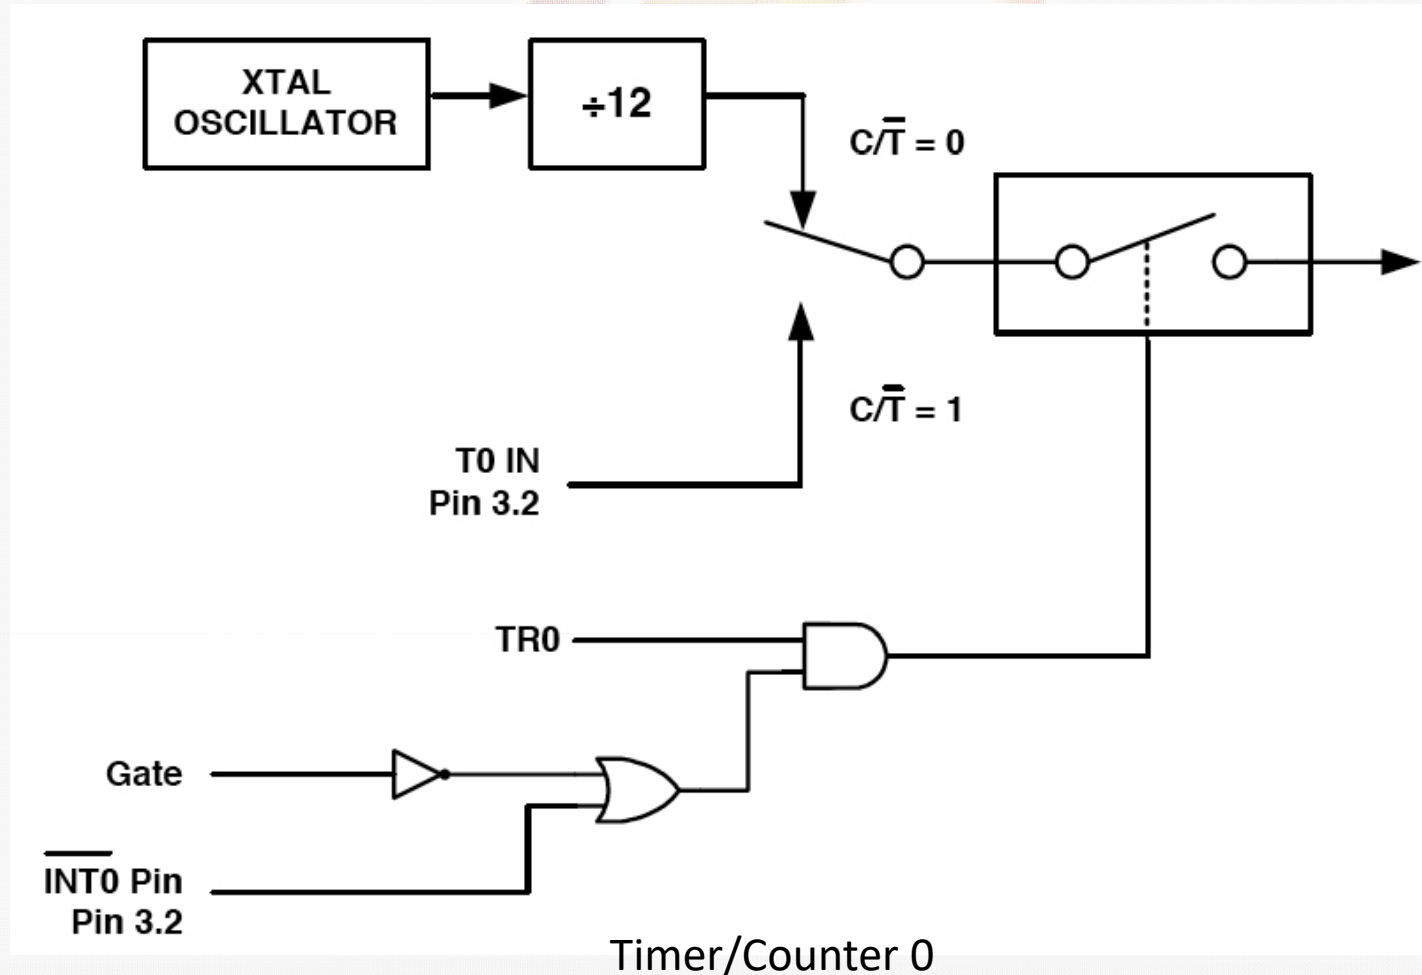 XTAL
OSCILLATOR
÷12
C/T̅ = 0
C/T̅ = 1
T0 IN
Pin 3.2
TR0
Gate
I̅N̅T̅0̅ Pin
Pin 3.2
Timer/Counter 0